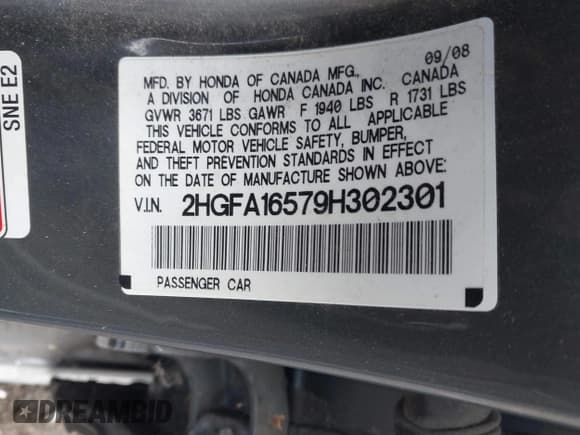 SNE E2
09/08
MFD. BY HONDA OF CANADA MFG.,
A DIVISION OF HONDA CANADA INC. CANADA
GVWR 3671 LBS GAWR F 1940 LBS R 1731 LBS
THIS VEHICLE CONFORMS TO ALL APPLICABLE
FEDERAL MOTOR VEHICLE SAFETY, BUMPER,
AND THEFT PREVENTION STANDARDS IN EFFECT
ON THE DATE OF MANUFACTURE SHOWN ABOVE:
V.I.N. 2HGFA16579H302301
PASSENGER CAR
DREAMBID